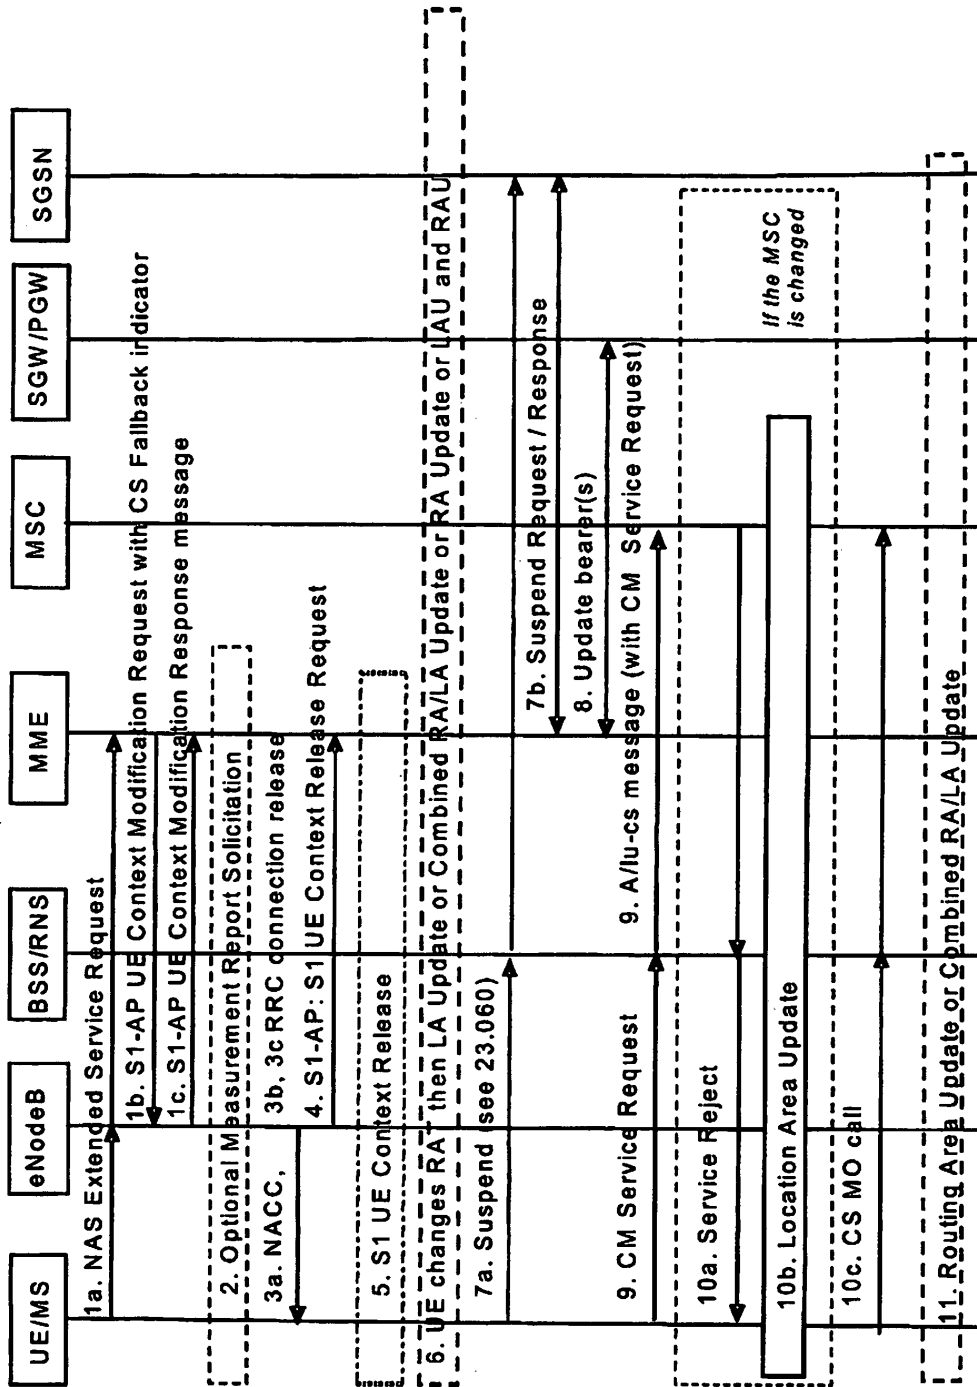 UE/MS
eNodeB
BSS/RNS
MME
MSC
SGW/PGW
SGSN
1a. NAS Extended Service Request
1b. S1-AP UE Context Modification Request with CS Fallback indicator
1c. S1-AP UE Context Modification Response message
2. Optional Measurement Report Solicitation
3a. NACC,
3b, 3c RRC connection release
4. S1-AP: S1 UE Context Release Request
5. S1 UE Context Release
6. UE changes RAT then LA Update or Combined RA/LA Update or RA Update or LAU and RAU
7a. Suspend (see 23.060)
7b. Suspend Request / Response
8. Update bearer(s)
9. CM Service Request
9. A/Iu-cs message (with CM Service Request)
10a. Service Reject
If the MSC
is changed
10b. Location Area Update
10c. CS MO call
11. Routing Area Update or Combined RA/LA Update